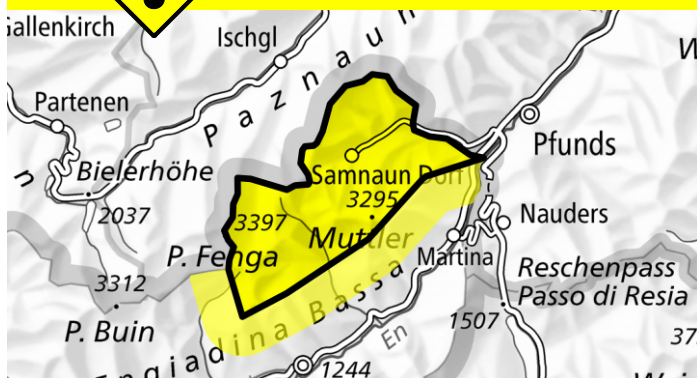 Gallenkirch
Ischgl
Paznaun
Partenen
Pfunds
Bielerhöhe
2037
Samnaun Dorf
3295
Muttler
3397
P. Fenga
Nauders
Martina
3312
P. Buin
Reschenpass
Passo di Resia
1507
Engiadina Bassa
En
1244